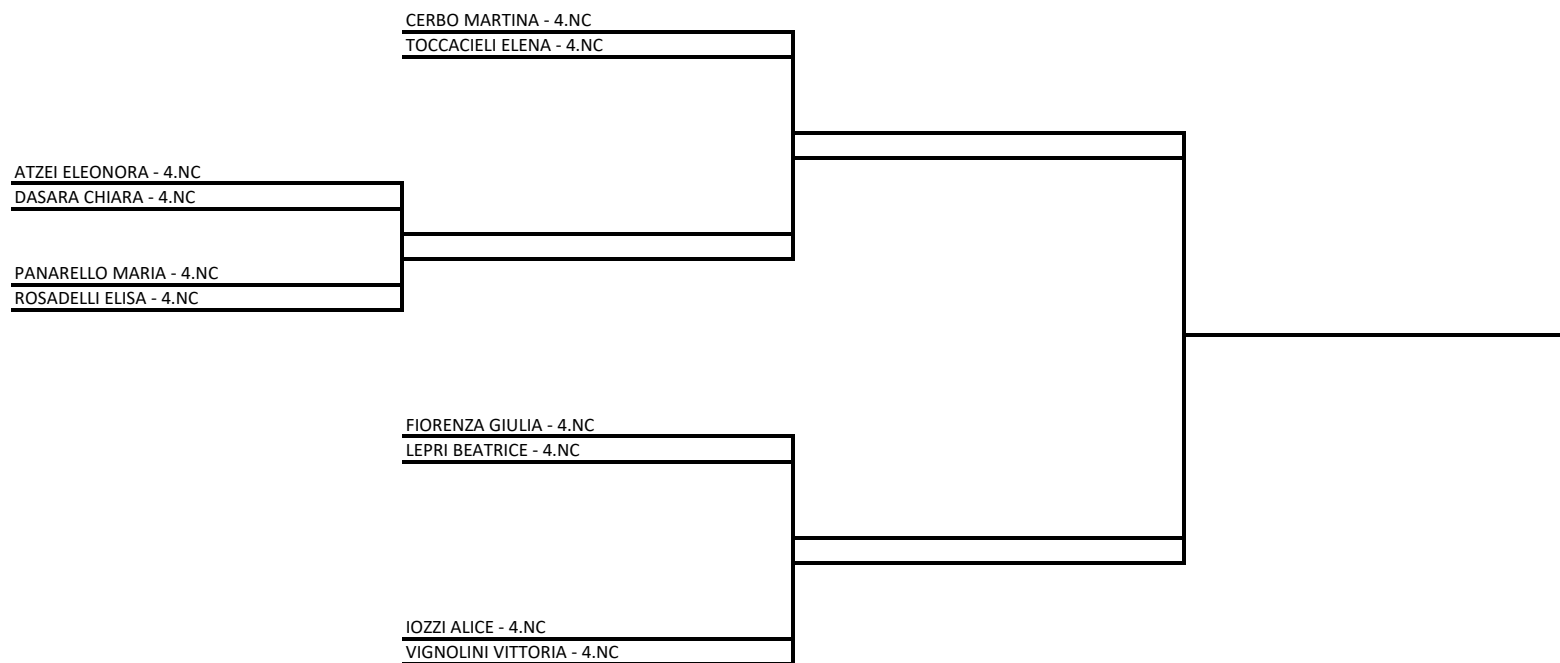 CERBO MARTINA - 4.NC
TOCCACIELI ELENA - 4.NC
ATZEI ELEONORA - 4.NC
DASARA CHIARA - 4.NC
PANARELLO MARIA - 4.NC
ROSADELLI ELISA - 4.NC
FIORENZA GIULIA - 4.NC
LEPRI BEATRICE - 4.NC
IOZZI ALICE - 4.NC
VIGNOLINI VITTORIA - 4.NC